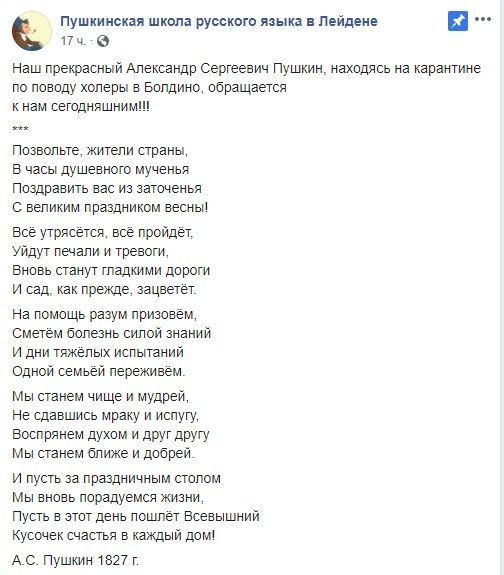 Пушкинская школа русского языка в Лейдене
17 ч. ·
Наш прекрасный Александр Сергеевич Пушкин, находясь на карантине
по поводу холеры в Болдино, обращается
к нам сегодняшним!!!
***
Позвольте, жители страны,
В часы душевного мученья
Поздравить вас из заточенья
С великим праздником весны!
Всё утрясётся, всё пройдёт,
Уйдут печали и тревоги,
Вновь станут гладкими дороги
И сад, как прежде, зацветёт.
На помощь разум призовём,
Сметём болезнь силой знаний
И дни тяжёлых испытаний
Одной семьёй переживём.
Мы станем чище и мудрей,
Не сдавшись мраку и испугу,
Воспрянем духом и друг другу
Мы станем ближе и добрей.
И пусть за праздничным столом
Мы вновь порадуемся жизни,
Пусть в этот день пошлёт Всевышний
Кусочек счастья в каждый дом!
А.С. Пушкин 1827 г.